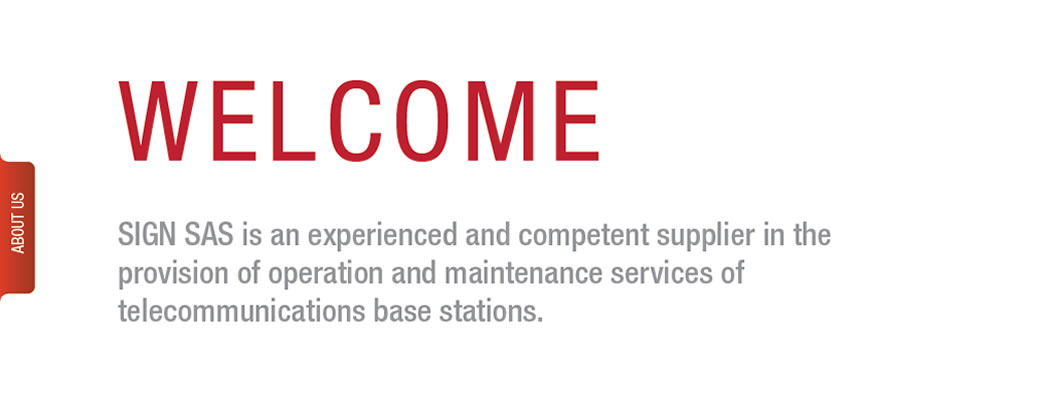 WELCOME
ABOUT US
SIGN SAS is an experienced and competent supplier in the
provision of operation and maintenance services of
telecommunications base stations.